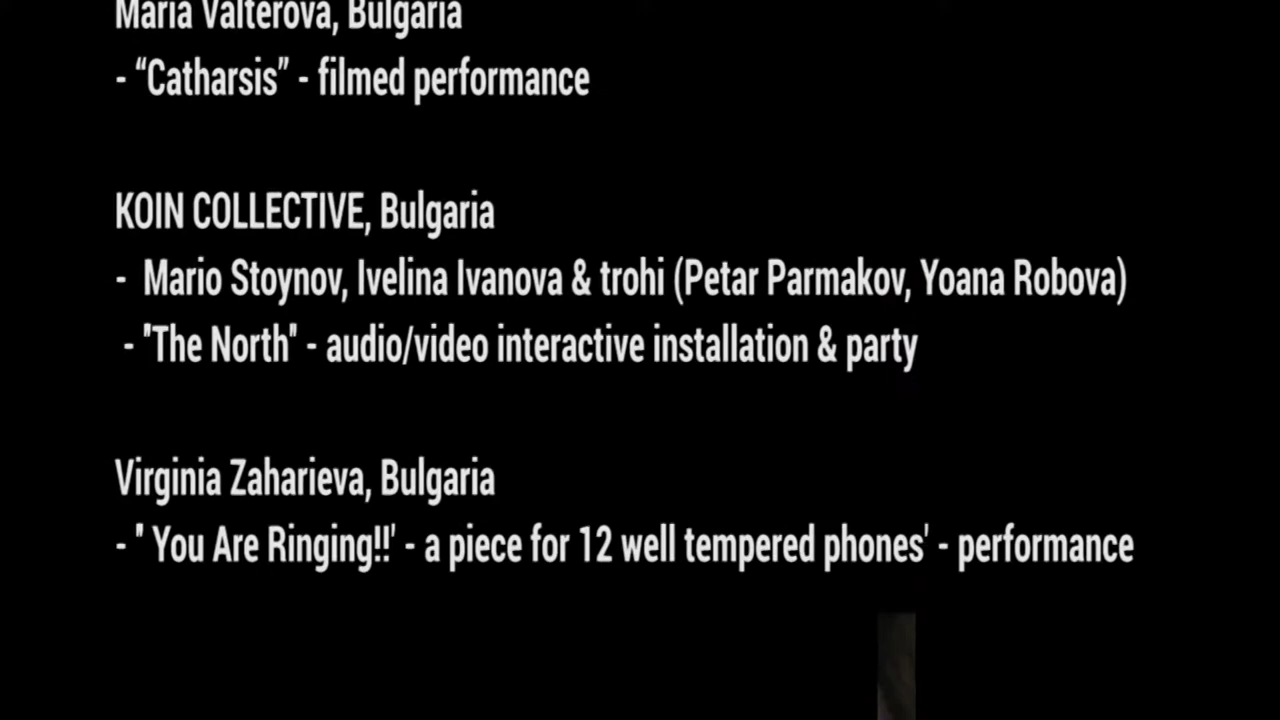 Maria Valterova, Bulgaria
- “Catharsis” - filmed performance
KOIN COLLECTIVE, Bulgaria
- Mario Stoynov, Ivelina Ivanova & trohi (Petar Parmakov, Yoana Robova)
- "The North" - audio/video interactive installation & party
Virginia Zaharieva, Bulgaria
- " You Are Ringing!!' - a piece for 12 well tempered phones' - performance